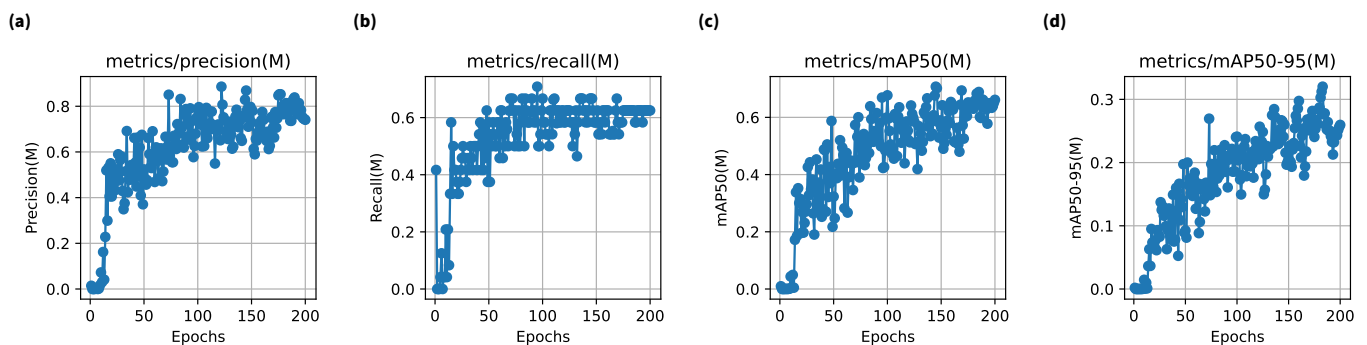 (a)
metrics/precision(M)
Precision(M)
0.8
0.6
0.4
0.2
0.0
0 50 100 150 200
Epochs
(b)
metrics/recall(M)
Recall(M)
0.6
0.4
0.2
0.0
0 50 100 150 200
Epochs
(c)
metrics/mAP50(M)
mAP50(M)
0.6
0.4
0.2
0.0
0 50 100 150 200
Epochs
(d)
metrics/mAP50-95(M)
mAP50-95(M)
0.3
0.2
0.1
0.0
0 50 100 150 200
Epochs